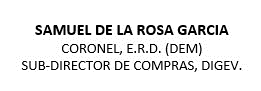 SAMUEL DE LA ROSA GARCIA
CORONEL, E.R.D. (DEM)
SUB-DIRECTOR DE COMPRAS, DIGEV.